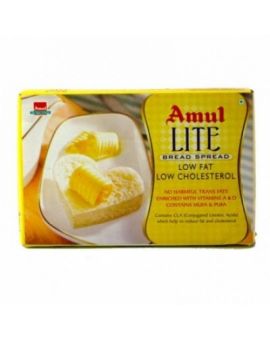 Amul
Amul
LITE
BREAD SPREAD
LOW FAT
LOW CHOLESTEROL
NO HARMFUL TRANS FATS
ENRICHED WITH VITAMINS A & D
CONTAINS MUFA & PUFA
Contains CLA (Conjugated Linoleic Acids)
which help to reduce fat and cholesterol